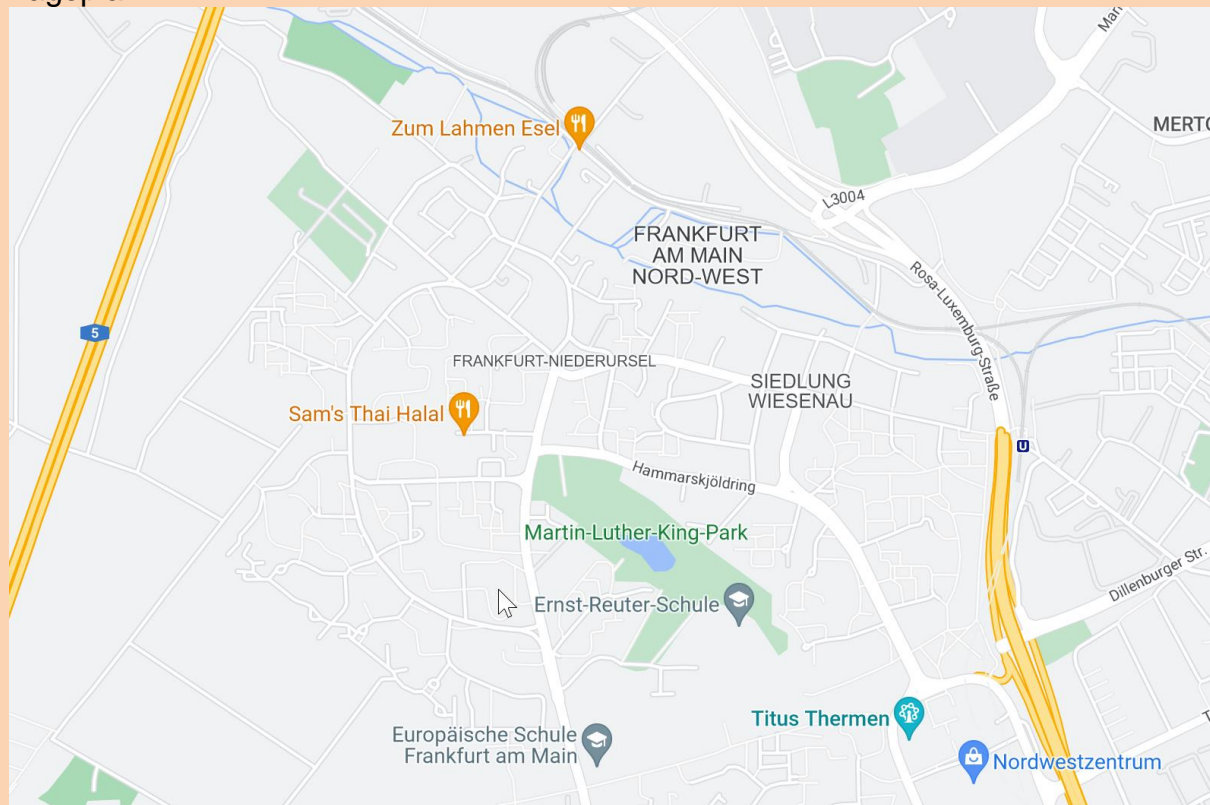 Zum Lahmen Esel
MERTO
L3004
FRANKFURT
AM MAIN
NORD-WEST
Rosa-Luxemburg-Straße
5
FRANKFURT-NIEDERURSEL
SIEDLUNG
WIESENAU
Sam's Thai Halal
U
Hammarskjöldring
Martin-Luther-King-Park
Dillenburger Str.
Ernst-Reuter-Schule
Titus Thermen
Europäische Schule
Frankfurt am Main
Nordwestzentrum